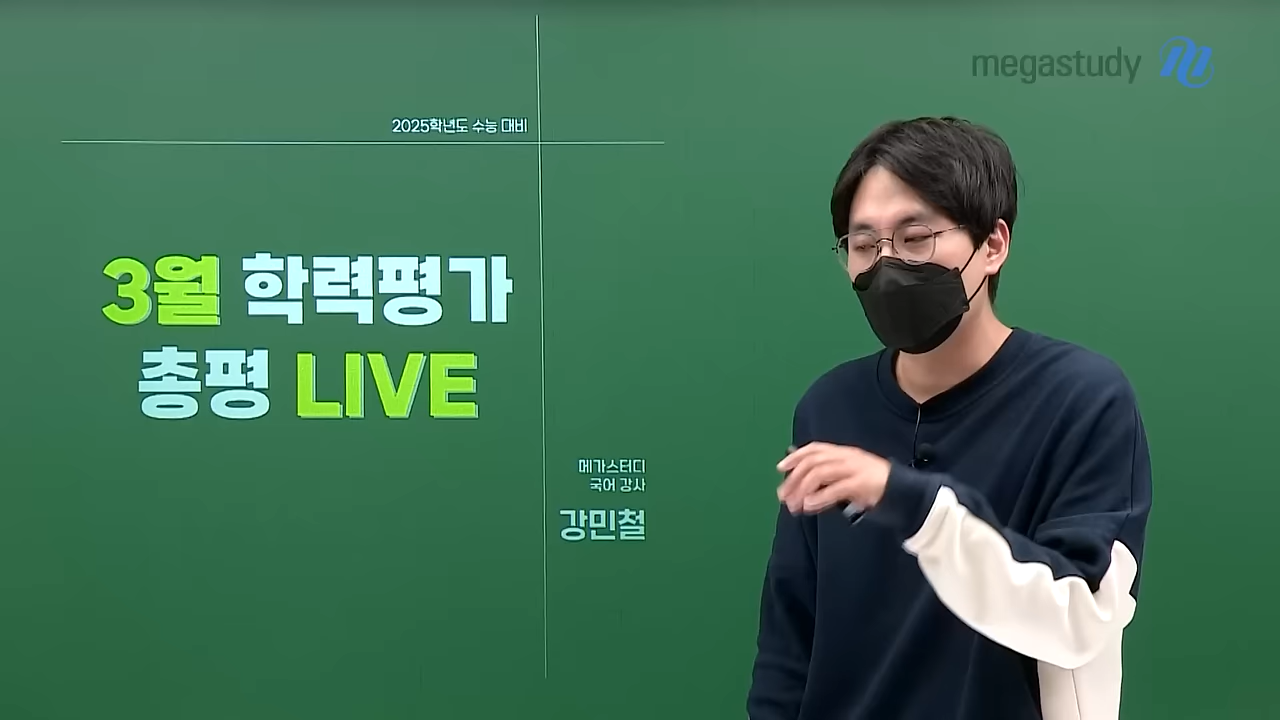 megastudy
2025학년도 수능 대비
3월 학력평가
총평 LIVE
메가스터디
국어 강사
강민철